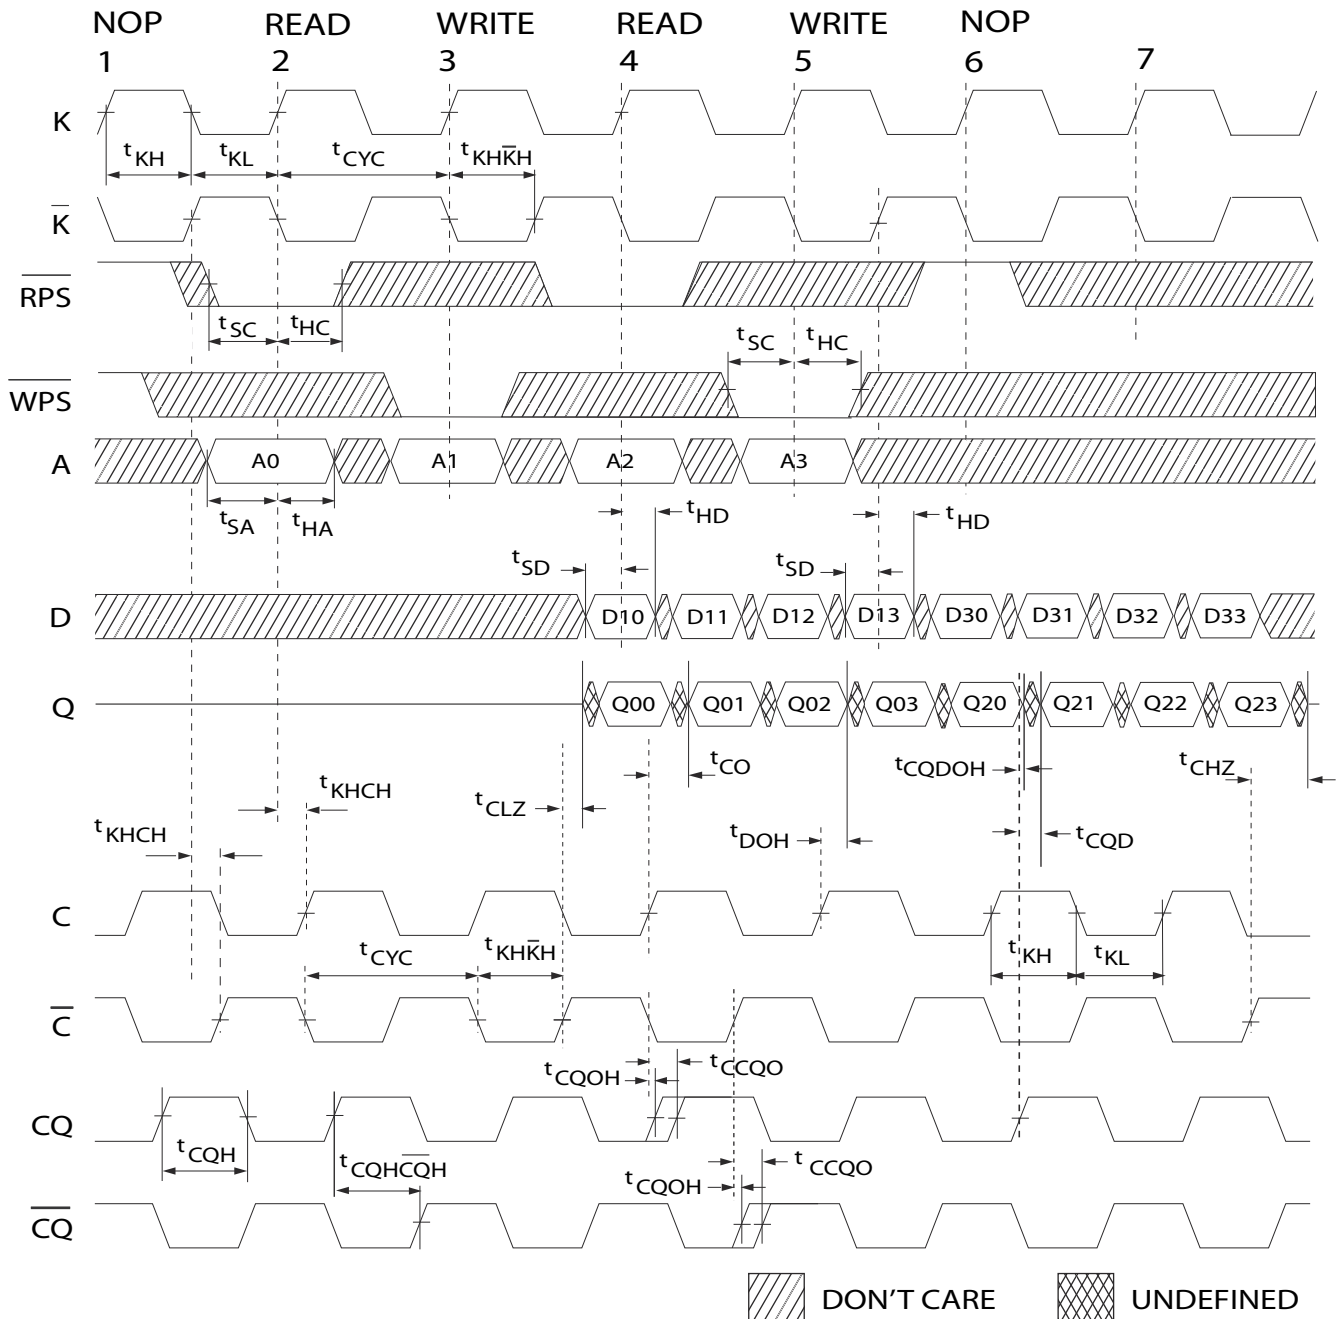 NOP READ WRITE READ WRITE NOP
1 2 3 4 5 6 7
K
tKH tKL tCYC tKHK̅H
K̅
R̅P̅S̅
tSC tHC
tSC tHC
W̅P̅S̅
A A0 A1 A2 A3
tSA tHA
tHD tHD
tSD tSD
D D10 D11 D12 D13 D30 D31 D32 D33
Q Q00 Q01 Q02 Q03 Q20 Q21 Q22 Q23
tKHCH tCLZ tCO tCQDOH tCHZ
tKHCH tDOH tCQD
C
tCYC tKHK̅H tKH tKL
C̅
tCQOH tCCQO
CQ
tCQH tCQHC̅Q̅H tCQOH tCCQO
C̅Q̅
DON'T CARE UNDEFINED